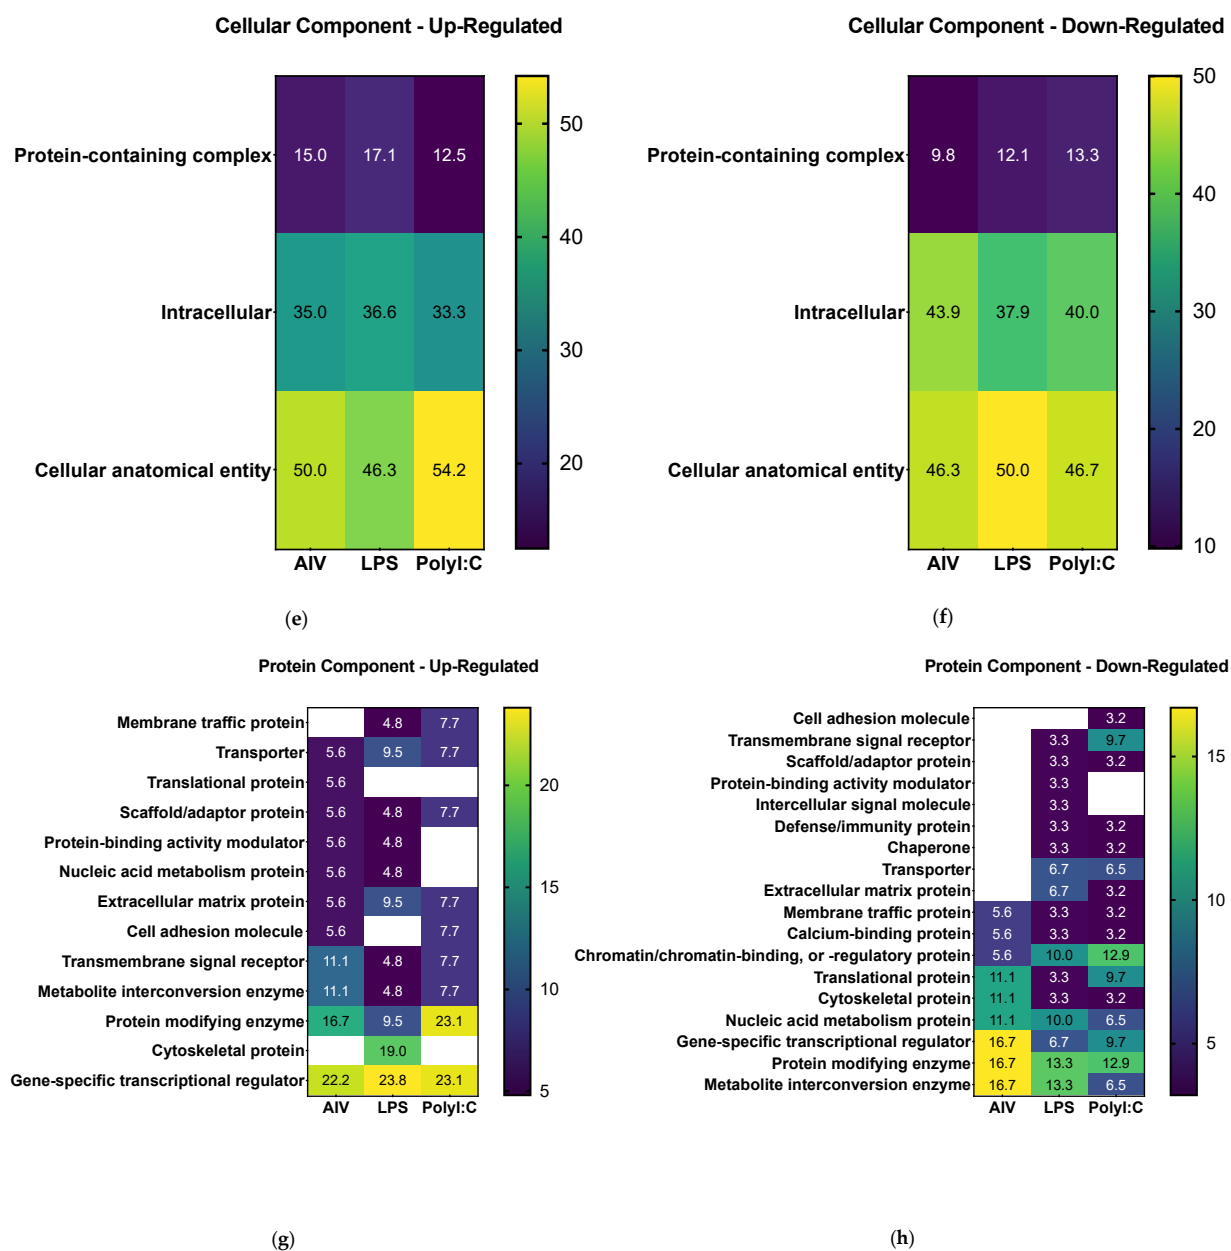 Cellular Component - Up-Regulated
Protein-containing complex 15.0 17.1 12.5
Intracellular 35.0 36.6 33.3
Cellular anatomical entity 50.0 46.3 54.2
AIV LPS PolyI:C
50
40
30
20
(e)
Cellular Component - Down-Regulated
Protein-containing complex 9.8 12.1 13.3
Intracellular 43.9 37.9 40.0
Cellular anatomical entity 46.3 50.0 46.7
AIV LPS PolyI:C
50
40
30
20
10
(f)
Protein Component - Up-Regulated
Membrane traffic protein 4.8 7.7
Transporter 5.6 9.5 7.7
Translational protein 5.6
Scaffold/adaptor protein 5.6 4.8 7.7
Protein-binding activity modulator 5.6 4.8
Nucleic acid metabolism protein 5.6 4.8
Extracellular matrix protein 5.6 9.5 7.7
Cell adhesion molecule 5.6 7.7
Transmembrane signal receptor 11.1 4.8 7.7
Metabolite interconversion enzyme 11.1 4.8 7.7
Protein modifying enzyme 16.7 9.5 23.1
Cytoskeletal protein 19.0
Gene-specific transcriptional regulator 22.2 23.8 23.1
AIV LPS PolyI:C
20
15
10
5
(g)
Protein Component - Down-Regulated
Cell adhesion molecule 3.2
Transmembrane signal receptor 3.3 9.7
Scaffold/adaptor protein 3.3 3.2
Protein-binding activity modulator 3.3
Intercellular signal molecule 3.3
Defense/immunity protein 3.3 3.2
Chaperone 3.3 3.2
Transporter 6.7 6.5
Extracellular matrix protein 6.7 3.2
Membrane traffic protein 5.6 3.3 3.2
Calcium-binding protein 5.6 3.3 3.2
Chromatin/chromatin-binding, or -regulatory protein 5.6 10.0 12.9
Translational protein 11.1 3.3 9.7
Cytoskeletal protein 11.1 3.3 3.2
Nucleic acid metabolism protein 11.1 10.0 6.5
Gene-specific transcriptional regulator 16.7 6.7 9.7
Protein modifying enzyme 16.7 13.3 12.9
Metabolite interconversion enzyme 16.7 13.3 6.5
AIV LPS PolyI:C
15
10
5
(h)